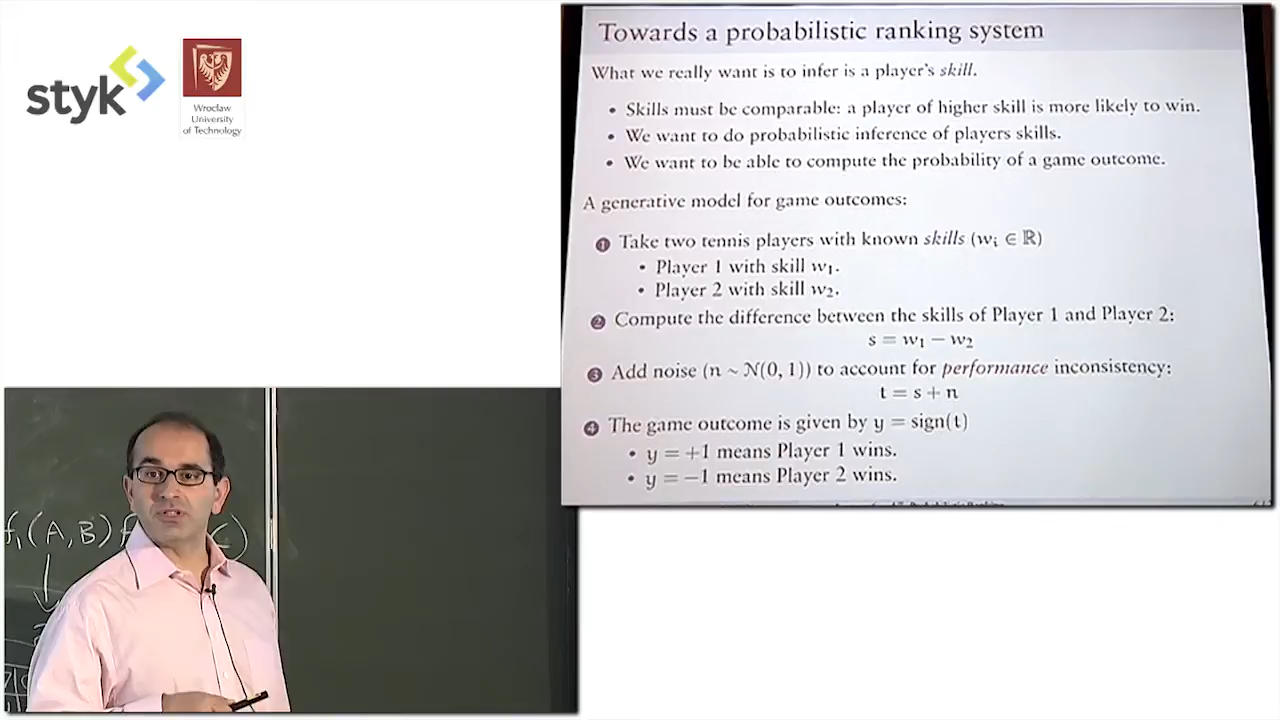 styk
Wrocław
University
of Technology
Towards a probabilistic ranking system
What we really want is to infer is a player's skill.
• Skills must be comparable: a player of higher skill is more likely to win.
• We want to do probabilistic inference of players skills.
• We want to be able to compute the probability of a game outcome.
A generative model for game outcomes:
1 Take two tennis players with known skills (wᵢ ∈ ℝ)
• Player 1 with skill w₁.
• Player 2 with skill w₂.
2 Compute the difference between the skills of Player 1 and Player 2:
s = w₁ − w₂
3 Add noise (n ~ N(0, 1)) to account for performance inconsistency:
t = s + n
4 The game outcome is given by y = sign(t)
• y = +1 means Player 1 wins.
• y = −1 means Player 2 wins.
f₁(A,B) f